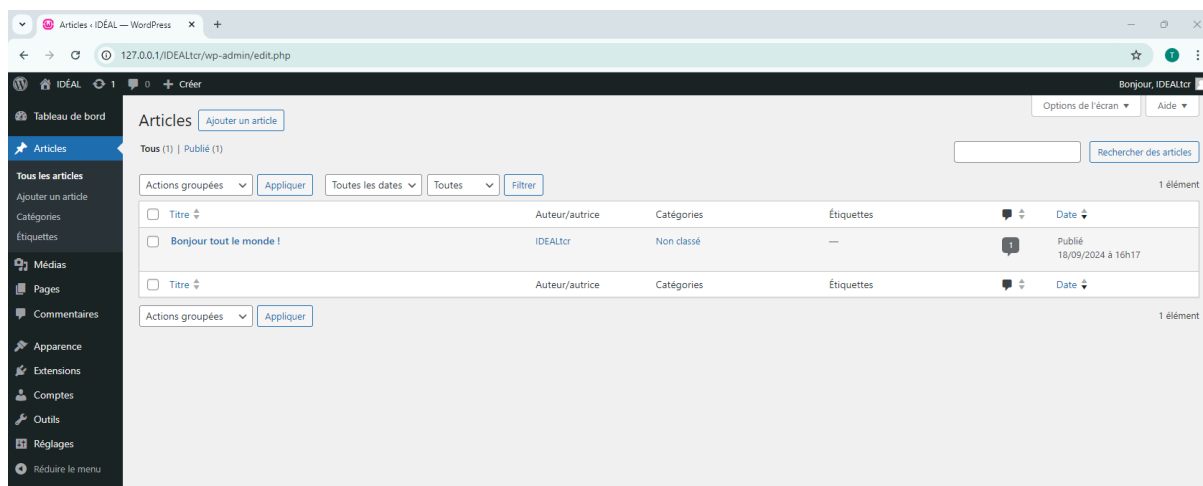 Articles ‹ IDÉAL — WordPress
127.0.0.1/IDEALtcr/wp-admin/edit.php
IDÉAL 1 0 + Créer Bonjour, IDEALtcr
Options de l'écran Aide
Tableau de bord
Articles
Tous les articles
Ajouter un article
Catégories
Étiquettes
Médias
Pages
Commentaires
Apparence
Extensions
Comptes
Outils
Réglages
Réduire le menu
Articles Ajouter un article
Tous (1) | Publié (1)
Rechercher des articles
Actions groupées Appliquer Toutes les dates Toutes Filtrer 1 élément
Titre Auteur/autrice Catégories Étiquettes Date
Bonjour tout le monde ! IDEALtcr Non classé — 1 Publié
18/09/2024 à 16h17
Titre Auteur/autrice Catégories Étiquettes Date
Actions groupées Appliquer 1 élément